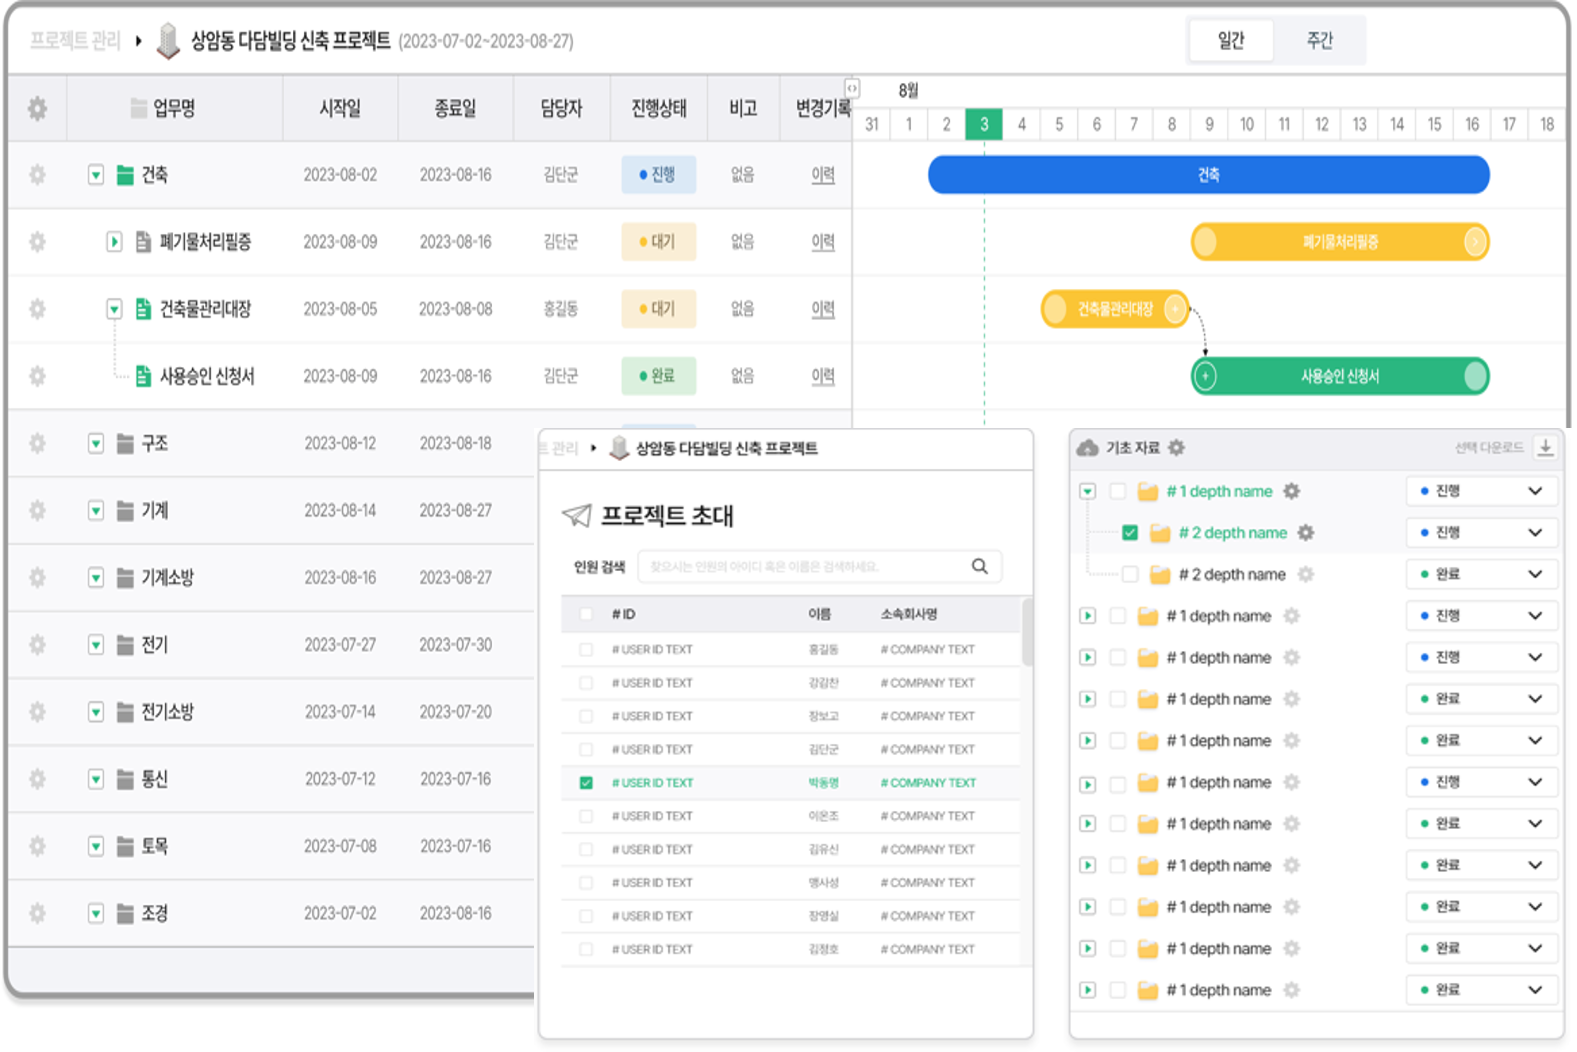 프로젝트 관리 상암동 다담빌딩 신축 프로젝트 (2023-07-02~2023-08-27) 일간 주간
업무명 시작일 종료일 담당자 진행상태 비고 변경기록
8월
31 1 2 3 4 5 6 7 8 9 10 11 12 13 14 15 16 17 18
건축 2023-08-02 2023-08-16 김단군 진행 없음 이력 건축
폐기물처리필증 2023-08-09 2023-08-16 김단군 대기 없음 이력 폐기물처리필증
건축물관리대장 2023-08-05 2023-08-08 홍길동 대기 없음 이력 건축물관리대장
사용승인 신청서 2023-08-09 2023-08-16 김단군 완료 없음 이력 사용승인 신청서
구조 2023-08-12 2023-08-18
기계 2023-08-14 2023-08-27
기계소방 2023-08-16 2023-08-27
전기 2023-07-27 2023-07-30
전기소방 2023-07-14 2023-07-20
통신 2023-07-12 2023-07-16
토목 2023-07-08 2023-07-16
조경 2023-07-02 2023-08-16
트 관리 상암동 다담빌딩 신축 프로젝트
프로젝트 초대
인원 검색 찾으시는 인원의 아이디 혹은 이름은 검색하세요.
# ID 이름 소속회사명
# USER ID TEXT 홍길동 # COMPANY TEXT
# USER ID TEXT 강감찬 # COMPANY TEXT
# USER ID TEXT 장보고 # COMPANY TEXT
# USER ID TEXT 김단군 # COMPANY TEXT
# USER ID TEXT 박동명 # COMPANY TEXT
# USER ID TEXT 이온조 # COMPANY TEXT
# USER ID TEXT 김유신 # COMPANY TEXT
# USER ID TEXT 맹사성 # COMPANY TEXT
# USER ID TEXT 장영실 # COMPANY TEXT
# USER ID TEXT 김정호 # COMPANY TEXT
기초 자료 선택 다운로드
# 1 depth name 진행
# 2 depth name 진행
# 2 depth name 완료
# 1 depth name 진행
# 1 depth name 진행
# 1 depth name 완료
# 1 depth name 완료
# 1 depth name 진행
# 1 depth name 완료
# 1 depth name 완료
# 1 depth name 완료
# 1 depth name 완료
# 1 depth name 완료